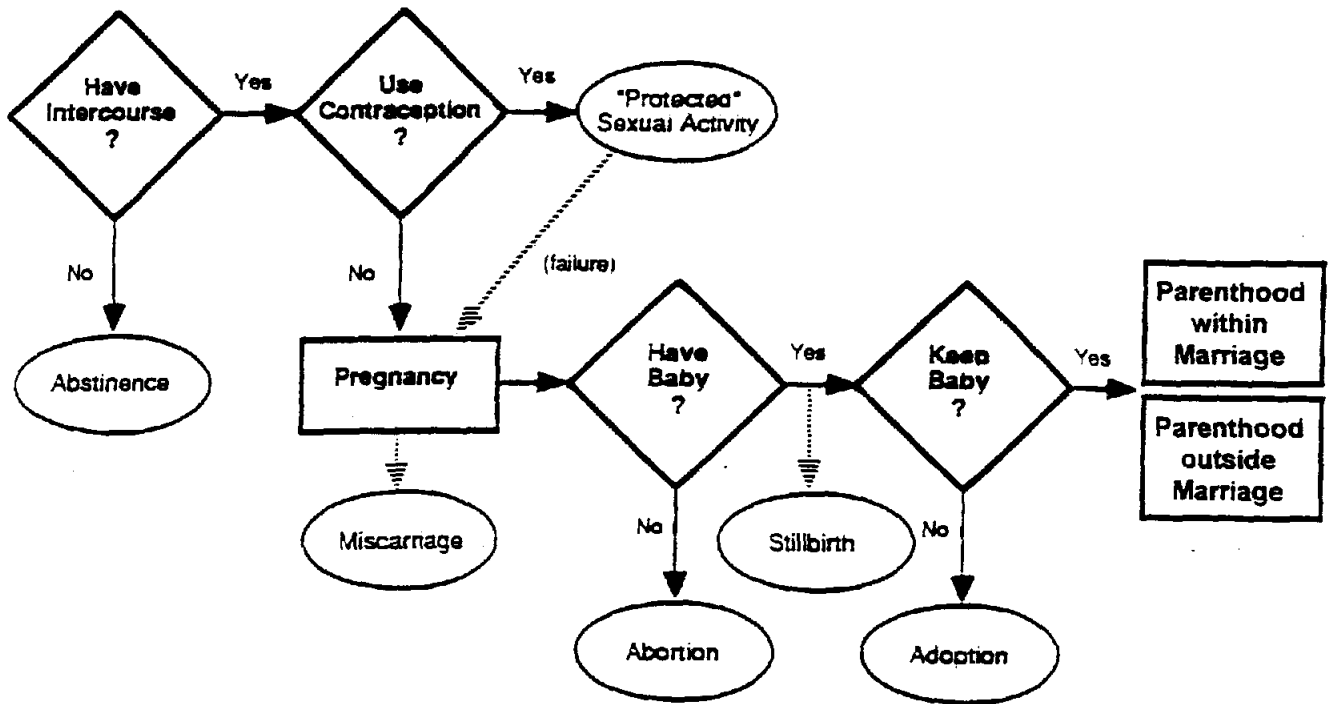 Have
Intercourse
?
Yes
Use
Contraception
?
Yes
"Protected"
Sexual Activity
No
No
(failure)
Abstinence
Pregnancy
Have
Baby
?
Yes
Keep
Baby
?
Yes
Parenthood
within
Marriage
Parenthood
outside
Marriage
Miscarriage
No
Stillbirth
No
Abortion
Adoption